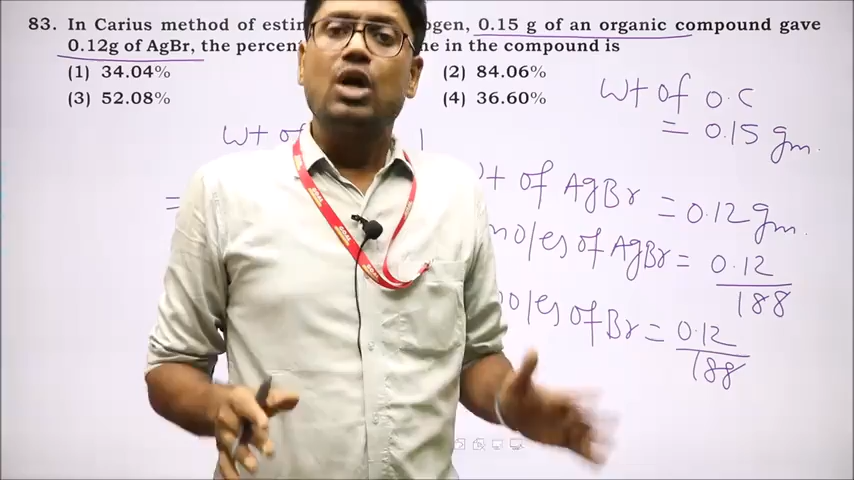 83. In Carius method of estim ogen, 0.15 g of an organic compound gave
0.12g of AgBr, the percen ne in the compound is
(1) 34.04% (2) 84.06%
(3) 52.08% (4) 36.60%
Wt of O.C
= 0.15 gm.
Wt of
wt of AgBr = 0.12 gm.
moles of AgBr = 0.12
188
moles of Br = 0.12
188